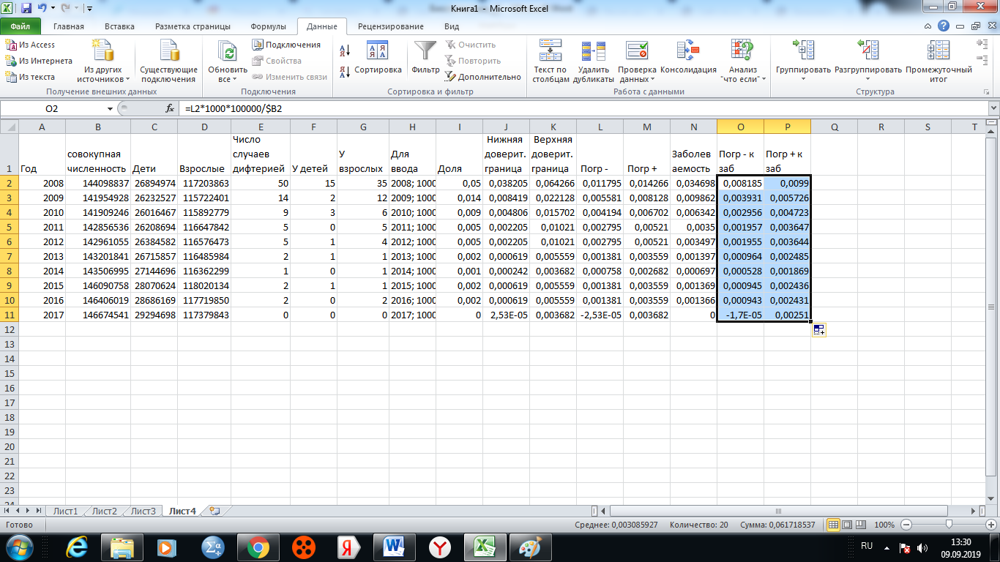 Книга1 - Microsoft Excel
Файл Главная Вставка Разметка страницы Формулы Данные Рецензирование Вид
Из Access
Из Интернета
Из текста
Из других источников
Существующие подключения
Получение внешних данных
Обновить все
Подключения
Свойства
Изменить связи
Подключения
Сортировка
Фильтр
Очистить
Повторить
Дополнительно
Сортировка и фильтр
Текст по столбцам
Удалить дубликаты
Проверка данных
Консолидация
Анализ "что если"
Работа с данными
Группировать
Разгруппировать
Промежуточный итог
Структура
O2 fx =L2*1000*100000/$B2
A B C D E F G H I J K L M N O P Q R S T
1 Год совокупная численность Дети Взрослые Число случаев дифтерией У детей У взрослых Для ввода Доля Нижняя доверит. граница Верхняя доверит. граница Погр - Погр + Заболеваемость Погр - к заб Погр + к заб
2 2008 144098837 26894974 117203863 50 15 35 2008; 1000 0,05 0,038205 0,064266 0,011795 0,014266 0,034698 0,008185 0,0099
3 2009 141954928 26232527 115722401 14 2 12 2009; 1000 0,014 0,008419 0,022128 0,005581 0,008128 0,009862 0,003931 0,005726
4 2010 141909246 26016467 115892779 9 3 6 2010; 1000 0,009 0,004806 0,015702 0,004194 0,006702 0,006342 0,002956 0,004723
5 2011 142856536 26208694 116647842 5 0 5 2011; 1000 0,005 0,002205 0,01021 0,002795 0,00521 0,0035 0,001957 0,003647
6 2012 142961055 26384582 116576473 5 1 4 2012; 1000 0,005 0,002205 0,01021 0,002795 0,00521 0,003497 0,001955 0,003644
7 2013 143201841 26715857 116485984 2 1 1 2013; 1000 0,002 0,000619 0,005559 0,001381 0,003559 0,001397 0,000964 0,002485
8 2014 143506995 27144696 116362299 1 0 1 2014; 1000 0,001 0,000242 0,003682 0,000758 0,002682 0,000697 0,000528 0,001869
9 2015 146090758 28070624 118020134 2 1 1 2015; 1000 0,002 0,000619 0,005559 0,001381 0,003559 0,001369 0,000945 0,002436
10 2016 146406019 28686169 117719850 2 0 2 2016; 1000 0,002 0,000619 0,005559 0,001381 0,003559 0,001366 0,000943 0,002431
11 2017 146674541 29294698 117379843 0 0 0 2017; 1000 0 2,53E-05 0,003682 -2,53E-05 0,003682 0 -1,7E-05 0,00251
12
13
14
15
16
17
18
19
20
21
22
23
Лист1 Лист2 Лист3 Лист4
Готово Среднее: 0,003085927 Количество: 20 Сумма: 0,061718537 100%
RU 13:30
09.09.2019